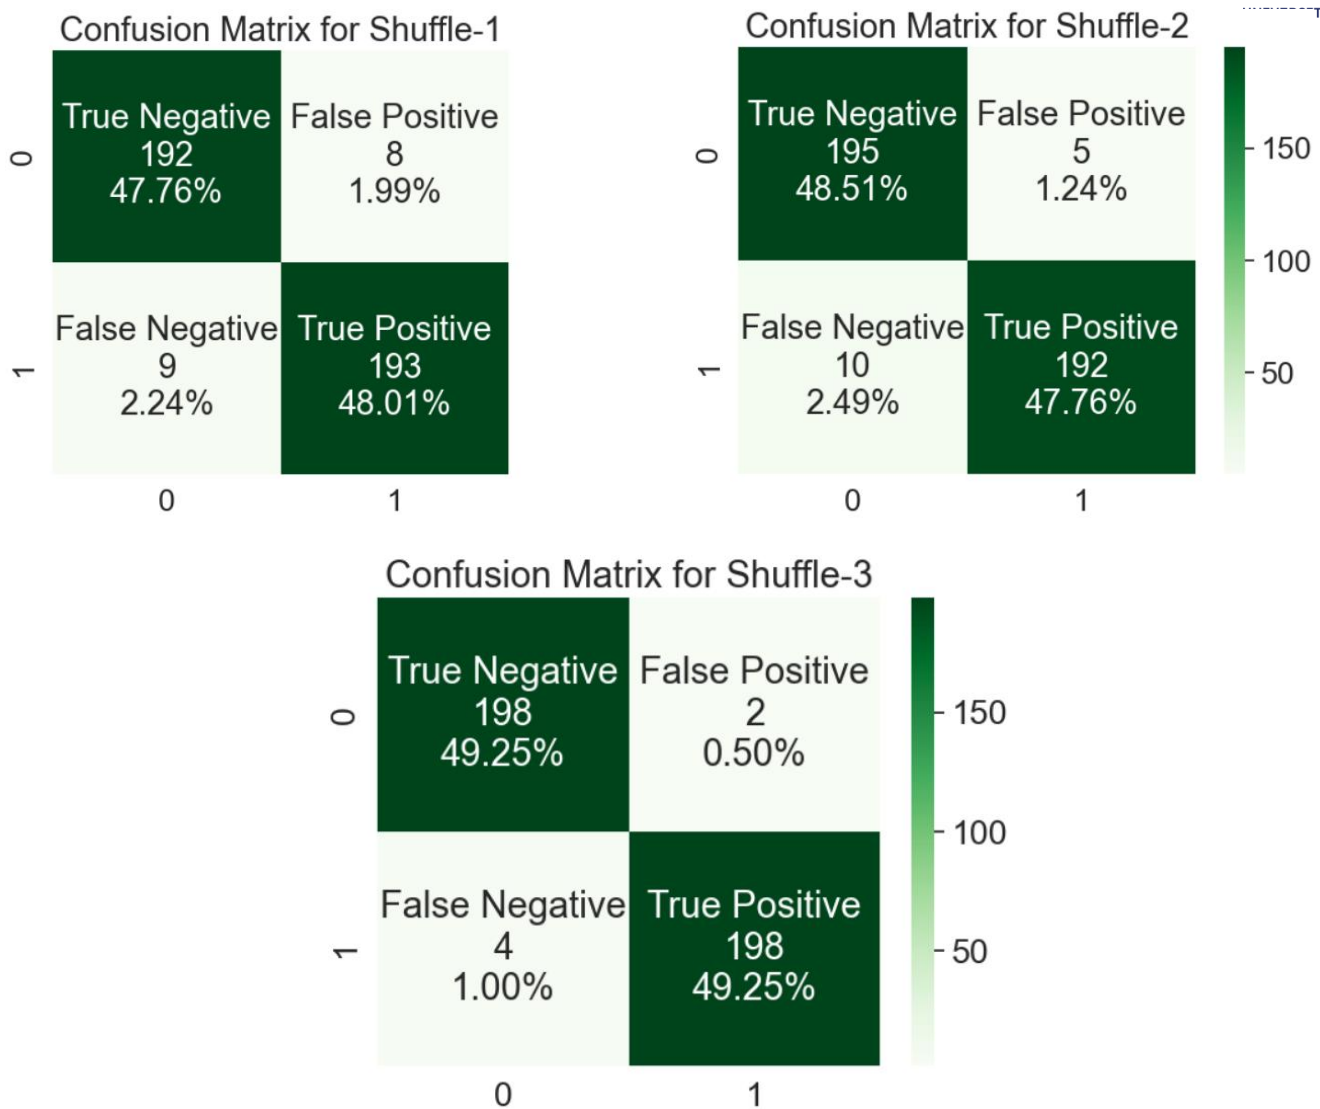 Confusion Matrix for Shuffle-1
True Negative
192
47.76%
False Positive
8
1.99%
False Negative
9
2.24%
True Positive
193
48.01%
0
1
0
1
Confusion Matrix for Shuffle-2
True Negative
195
48.51%
False Positive
5
1.24%
False Negative
10
2.49%
True Positive
192
47.76%
0
1
0
1
150
100
50
Confusion Matrix for Shuffle-3
True Negative
198
49.25%
False Positive
2
0.50%
False Negative
4
1.00%
True Positive
198
49.25%
0
1
0
1
150
100
50